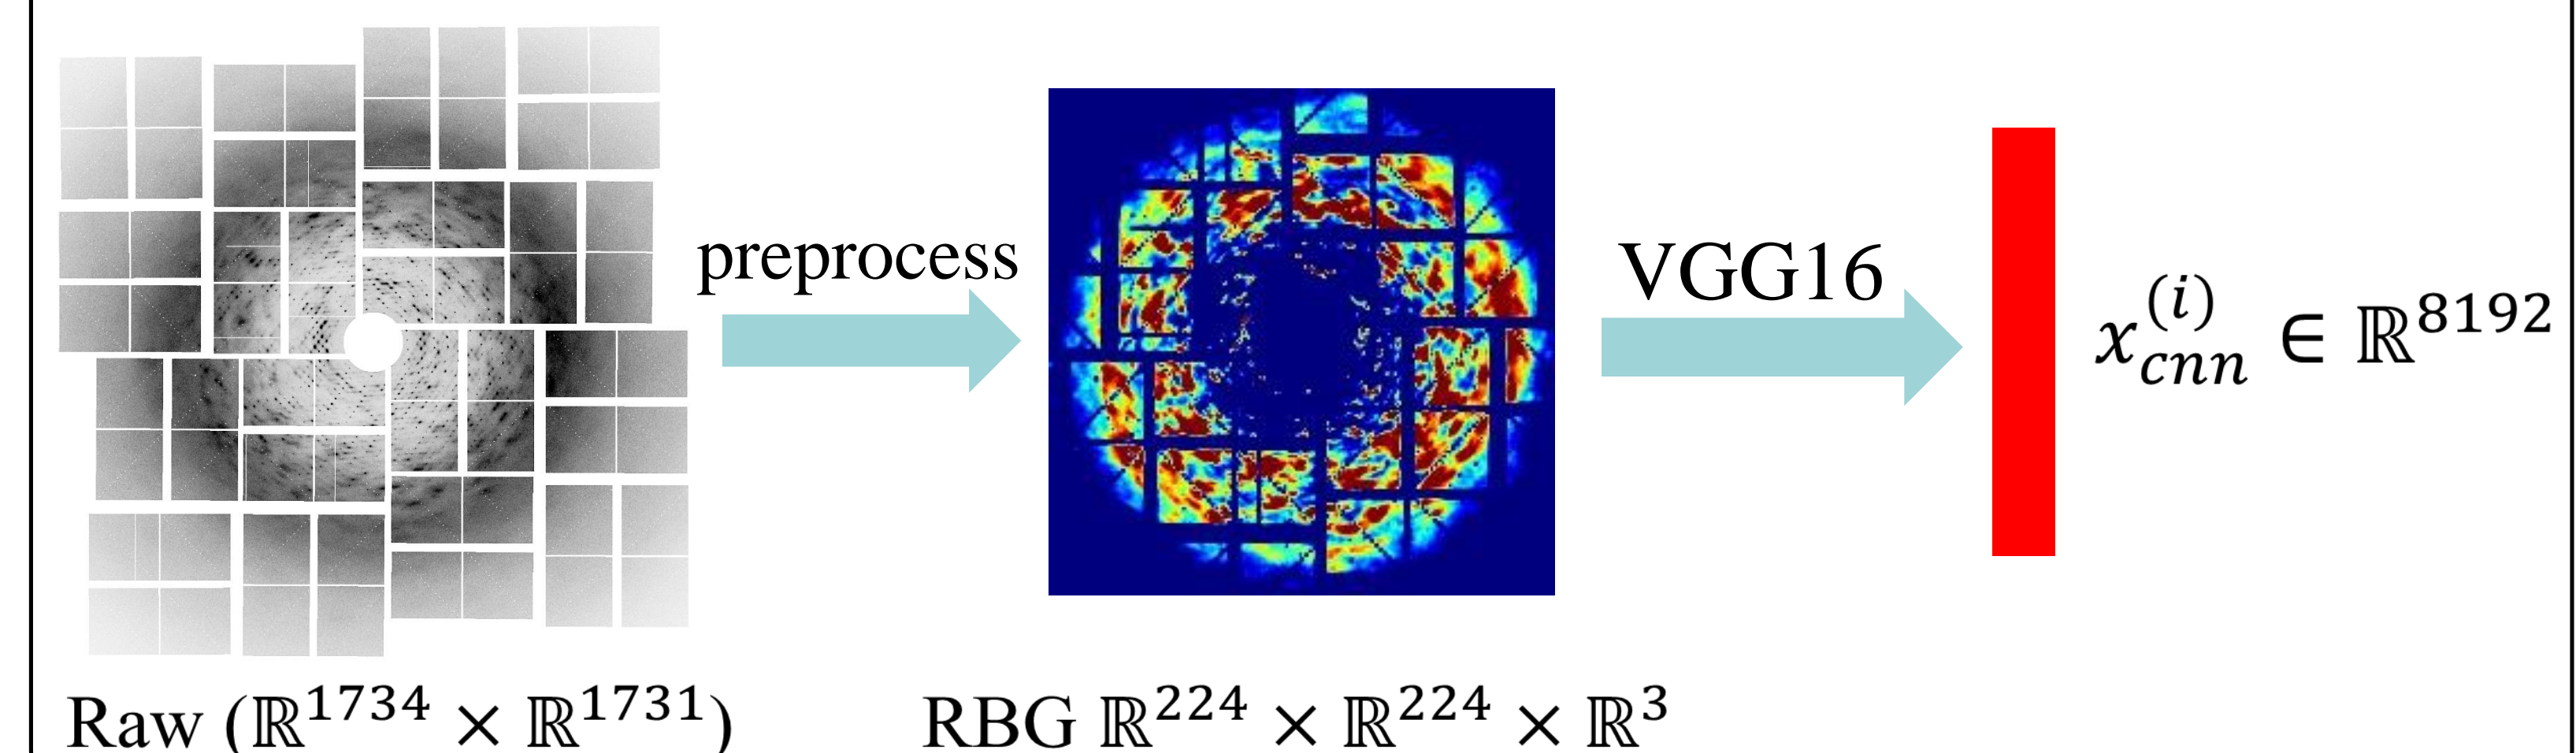 preprocess
VGG16
x_{cnn}^{(i)} ∈ ℝ^{8192}
Raw (ℝ^{1734} × ℝ^{1731})
RBG ℝ^{224} × ℝ^{224} × ℝ^{3}